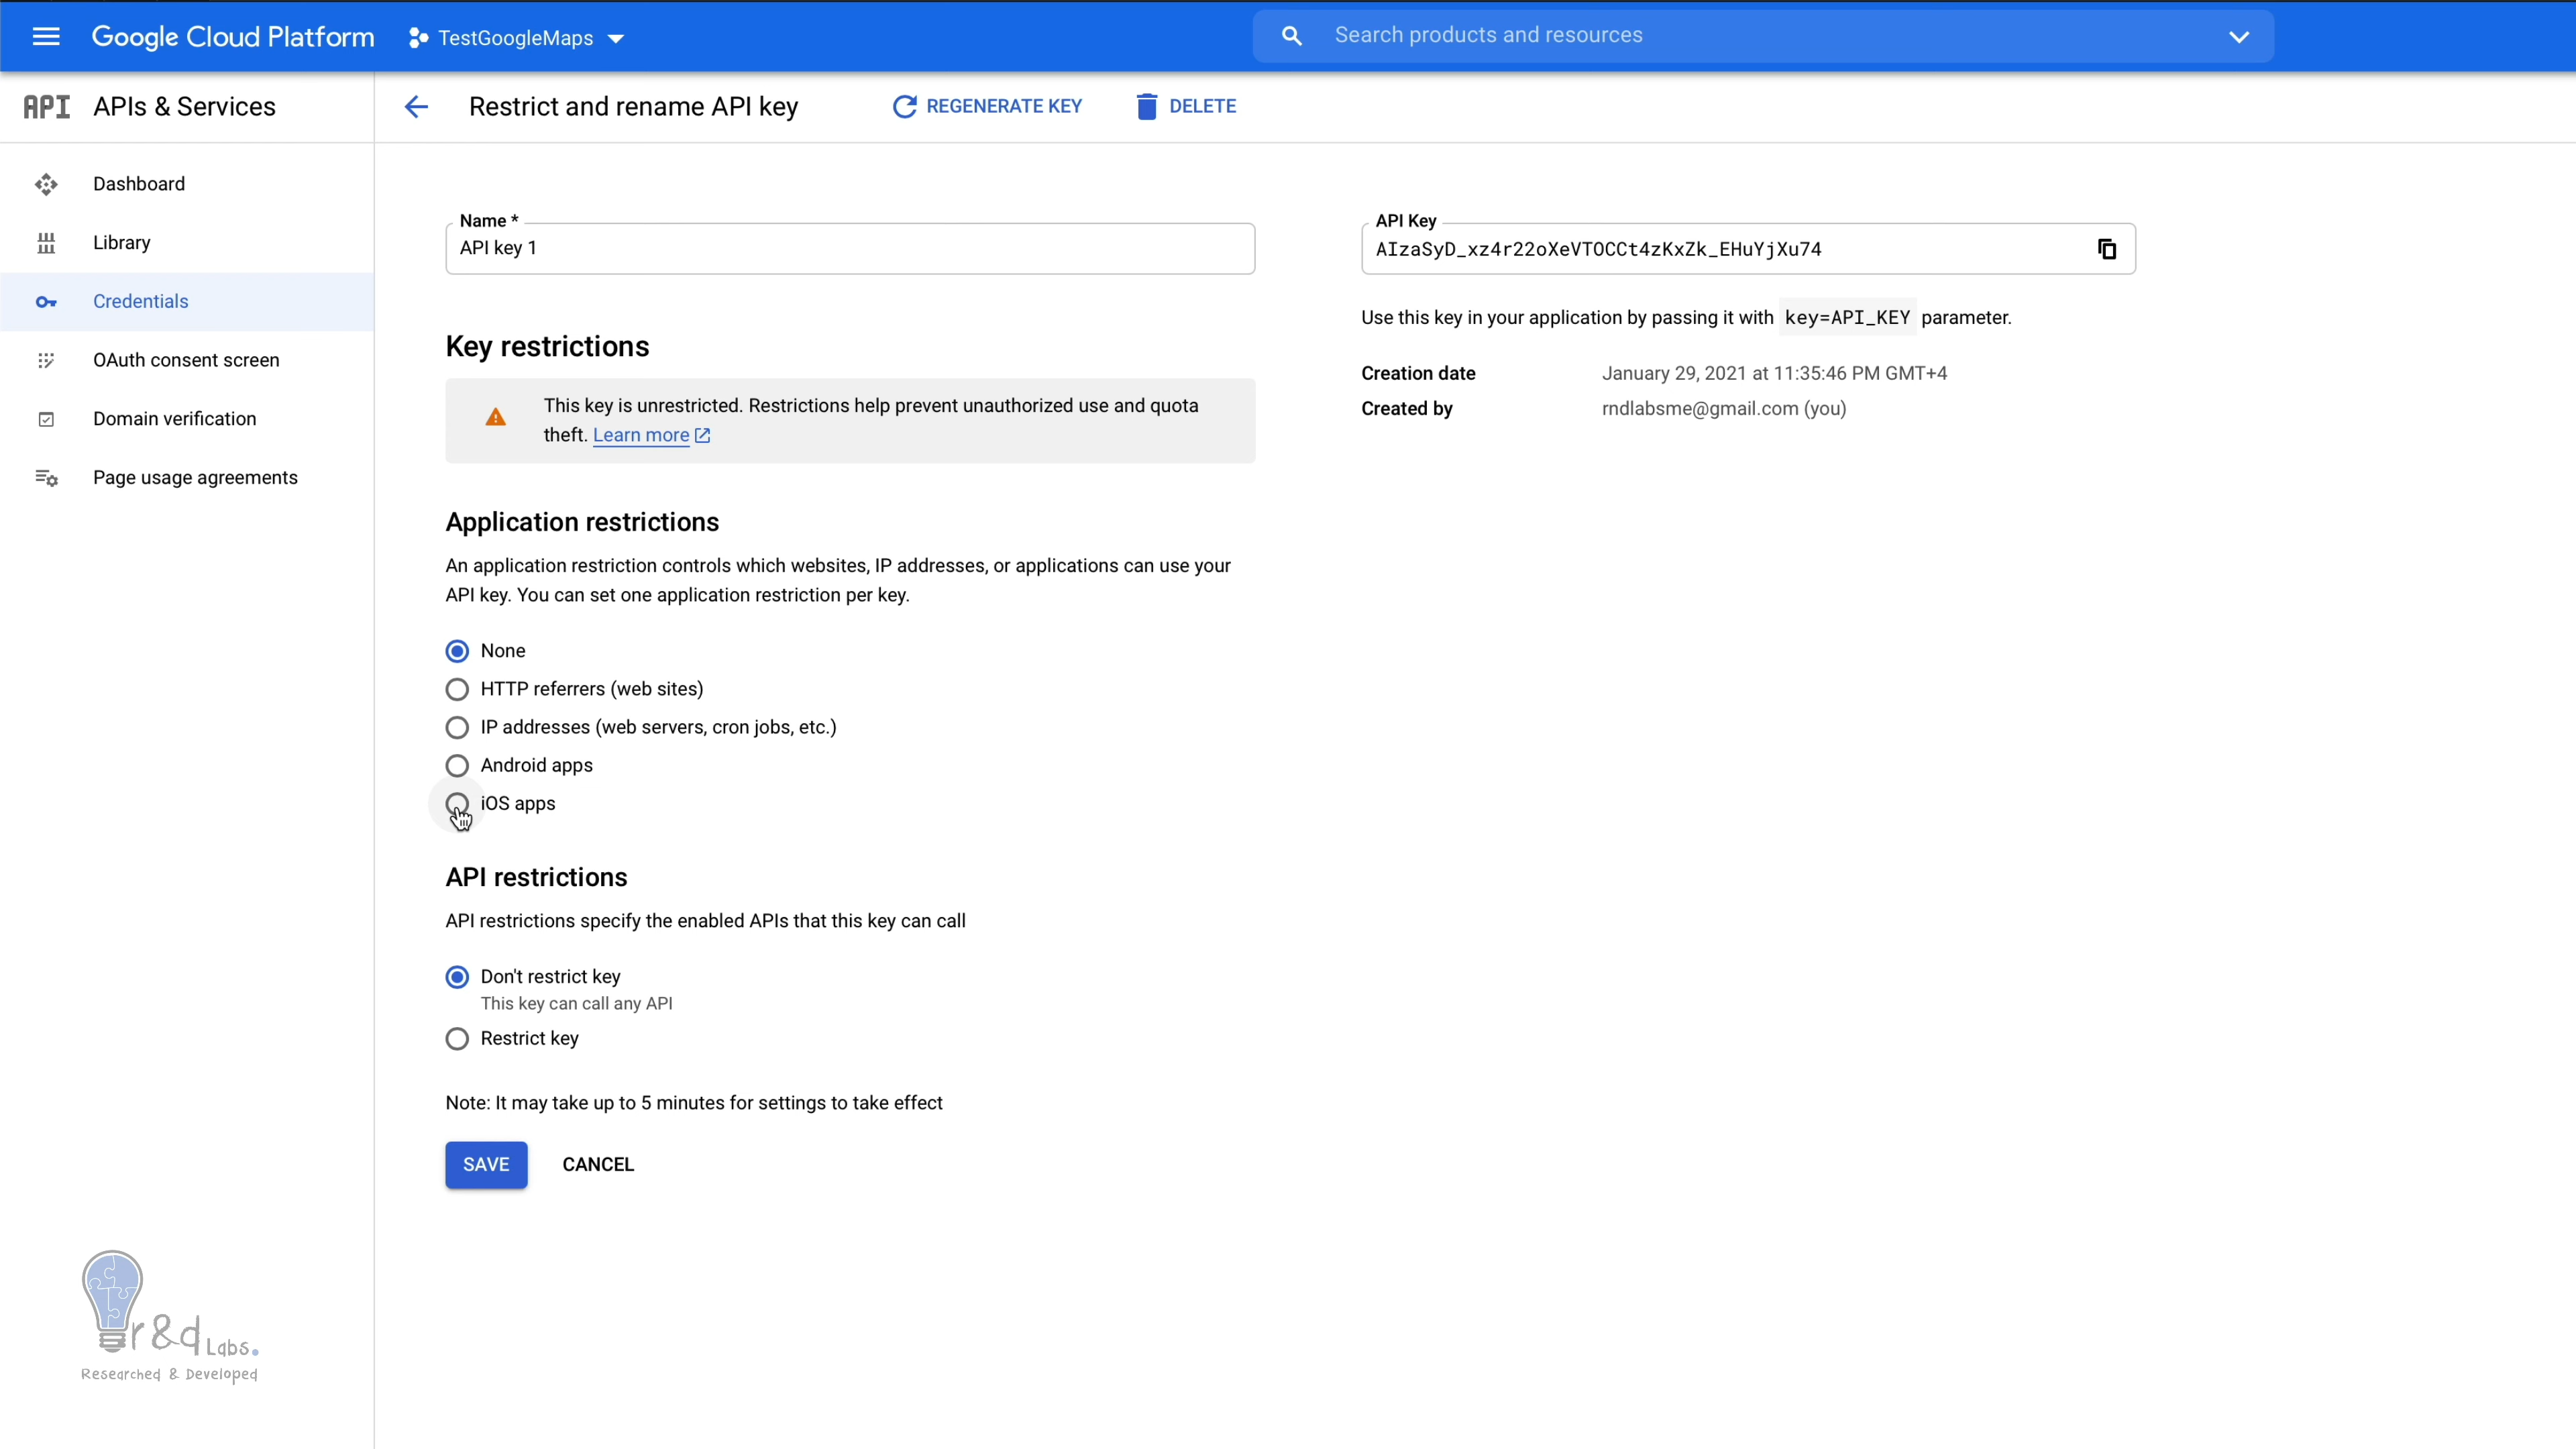 Google Cloud Platform
TestGoogleMaps
Search products and resources
API
APIs & Services
Restrict and rename API key
REGENERATE KEY
DELETE
Dashboard
Library
Credentials
OAuth consent screen
Domain verification
Page usage agreements
Name *
API key 1
Key restrictions
This key is unrestricted. Restrictions help prevent unauthorized use and quota
theft. Learn more
Application restrictions
An application restriction controls which websites, IP addresses, or applications can use your
API key. You can set one application restriction per key.
None
HTTP referrers (web sites)
IP addresses (web servers, cron jobs, etc.)
Android apps
iOS apps
API restrictions
API restrictions specify the enabled APIs that this key can call
Don't restrict key
This key can call any API
Restrict key
Note: It may take up to 5 minutes for settings to take effect
SAVE
CANCEL
API Key
AIzaSyD_xz4r22oXeVTOCCt4zKxZk_EHuYjXu74
Use this key in your application by passing it with key=API_KEY parameter.
Creation date
January 29, 2021 at 11:35:46 PM GMT+4
Created by
rndlabsme@gmail.com (you)
r&d Labs.
Researched & Developed